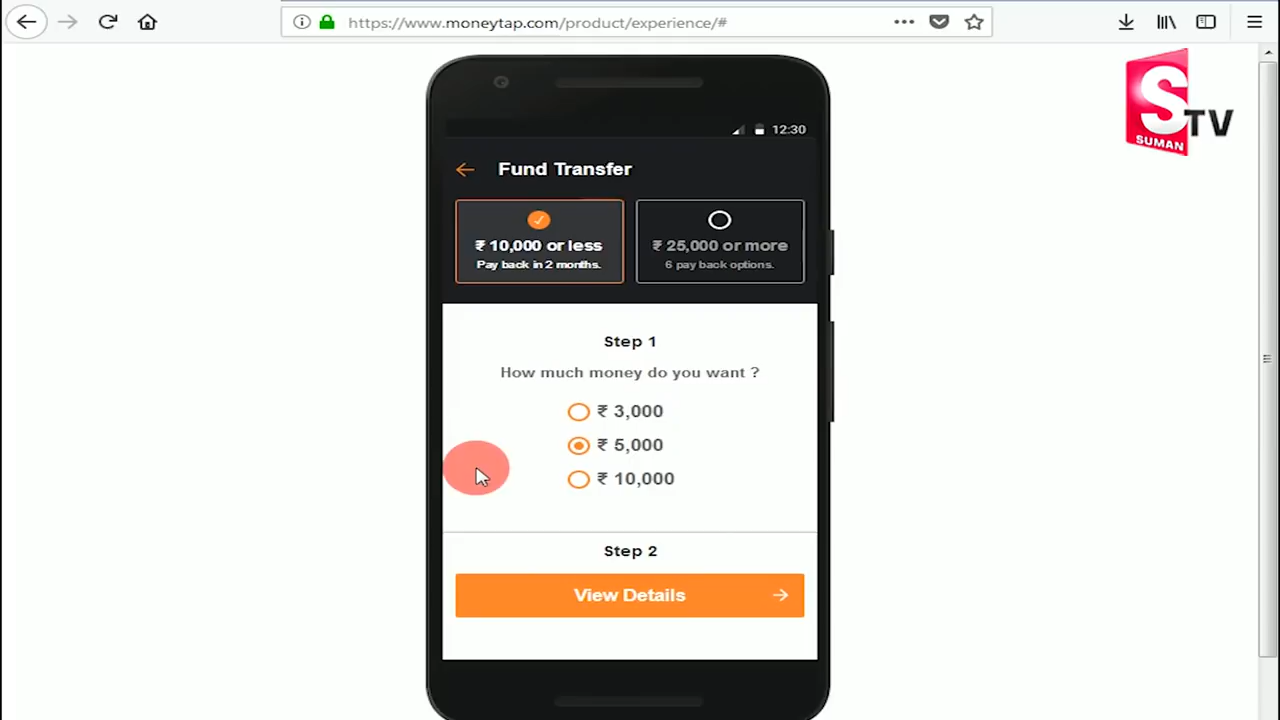 https://www.moneytap.com/product/experience/#
S
TV
SUMAN
12:30
Fund Transfer
₹ 10,000 or less
Pay back in 2 months.
₹ 25,000 or more
6 pay back options.
Step 1
How much money do you want ?
₹ 3,000
₹ 5,000
₹ 10,000
Step 2
View Details